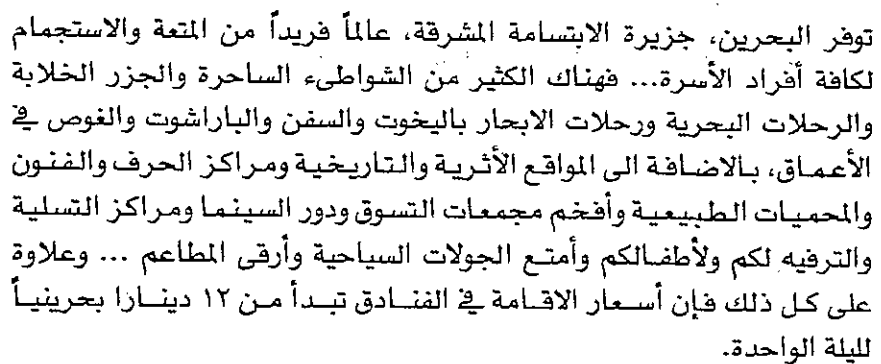 توفر البحرين، جزيرة الابتسامة المشرقة، عالماً فريداً من المتعة والاستجمام
لكافة أفراد الأسرة... فهناك الكثير من الشواطىء الساحرة والجزر الخلابة
والرحلات البحرية ورحلات الابحار باليخوت والسفن والباراشوت والغوص في
الأعماق، بالاضافة الى المواقع الأثرية والتاريخية ومراكز الحرف والفنون
والمحميات الطبيعية وأفخم مجمعات التسوق ودور السينما ومراكز التسلية
والترفيه لكم ولأطفالكم وأمتع الجولات السياحية وأرقى المطاعم ... وعلاوة
على كل ذلك فإن أسعار الاقامة في الفنادق تبدأ من ١٢ دينارا بحرينياً
لليلة الواحدة.